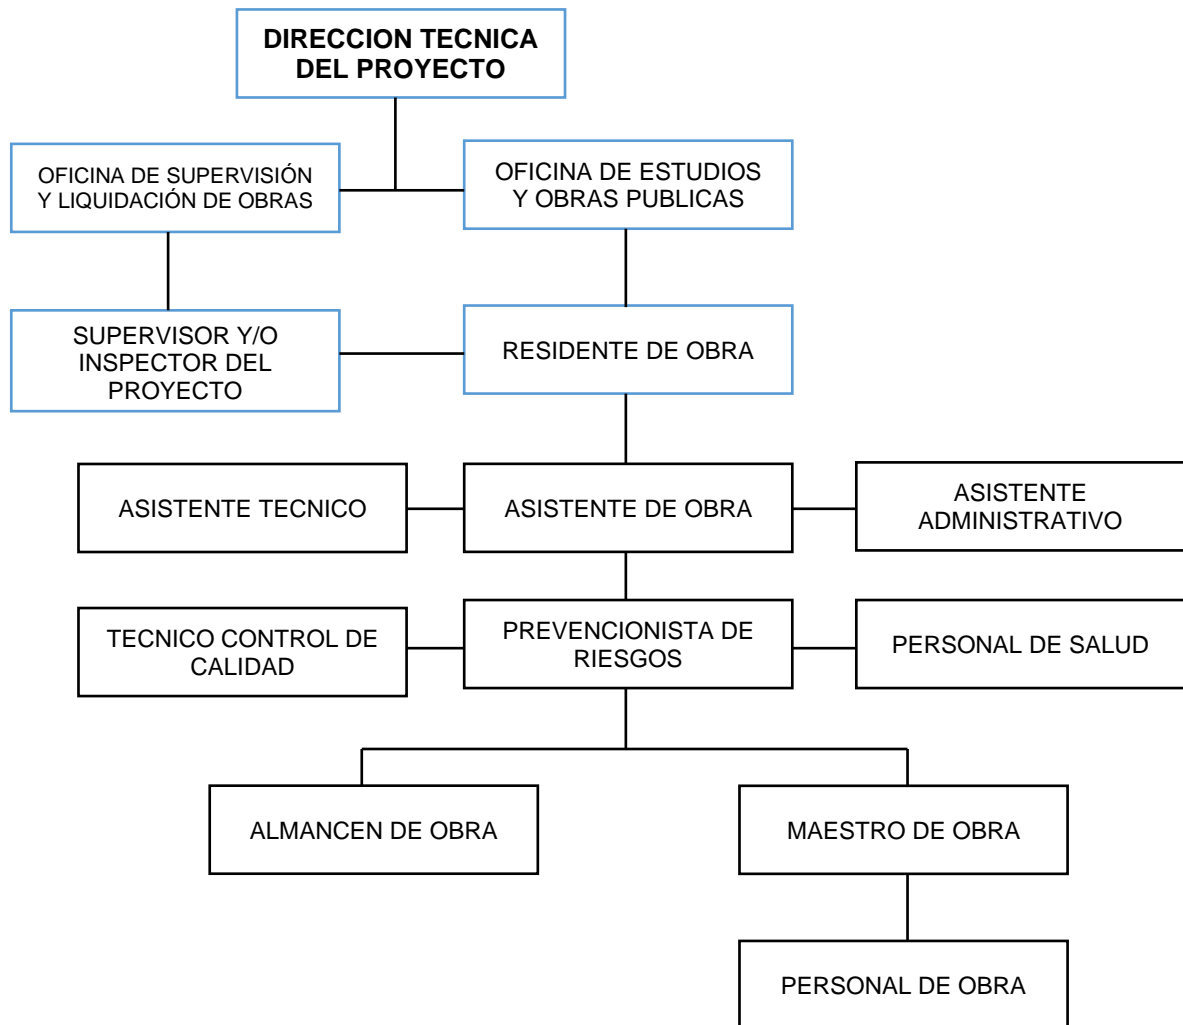 DIRECCION TECNICA
DEL PROYECTO
OFICINA DE SUPERVISIÓN
Y LIQUIDACIÓN DE OBRAS
OFICINA DE ESTUDIOS
Y OBRAS PUBLICAS
SUPERVISOR Y/O
INSPECTOR DEL
PROYECTO
RESIDENTE DE OBRA
ASISTENTE TECNICO
ASISTENTE DE OBRA
ASISTENTE
ADMINISTRATIVO
TECNICO CONTROL DE
CALIDAD
PREVENCIONISTA DE
RIESGOS
PERSONAL DE SALUD
ALMANCEN DE OBRA
MAESTRO DE OBRA
PERSONAL DE OBRA